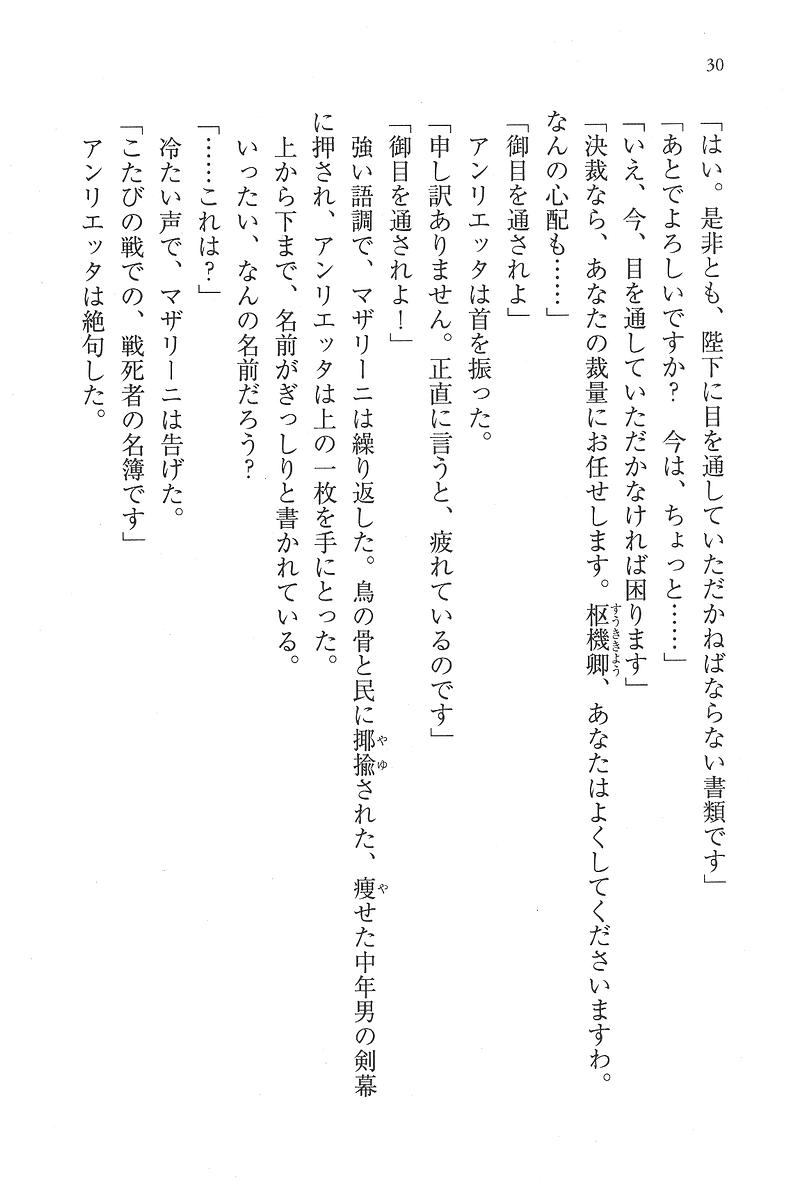 30
「はい。是非とも、陛下に目を通していただかねばならない書類です」
「あとでよろしいですか?　今は、ちょっと……」
「いえ、今、目を通していただかなければ困ります」
「決裁なら、あなたの裁量にお任せします。枢機卿、あなたはよくしてくださいますわ。
すうききよう
なんの心配も……」
「御目を通されよ」
　アンリエッタは首を振った。
「申し訳ありません。正直に言うと、疲れているのです」
「御目を通されよ!」
　強い語調で、マザリーニは繰り返した。鳥の骨と民に揶揄された、痩せた中年男の剣幕
やゆ
や
に押され、アンリエッタは上の一枚を手にとった。
　上から下まで、名前がぎっしりと書かれている。
　いったい、なんの名前だろう?
「……これは?」
　冷たい声で、マザリーニは告げた。
「こたびの戦での、戦死者の名簿です」
　アンリエッタは絶句した。